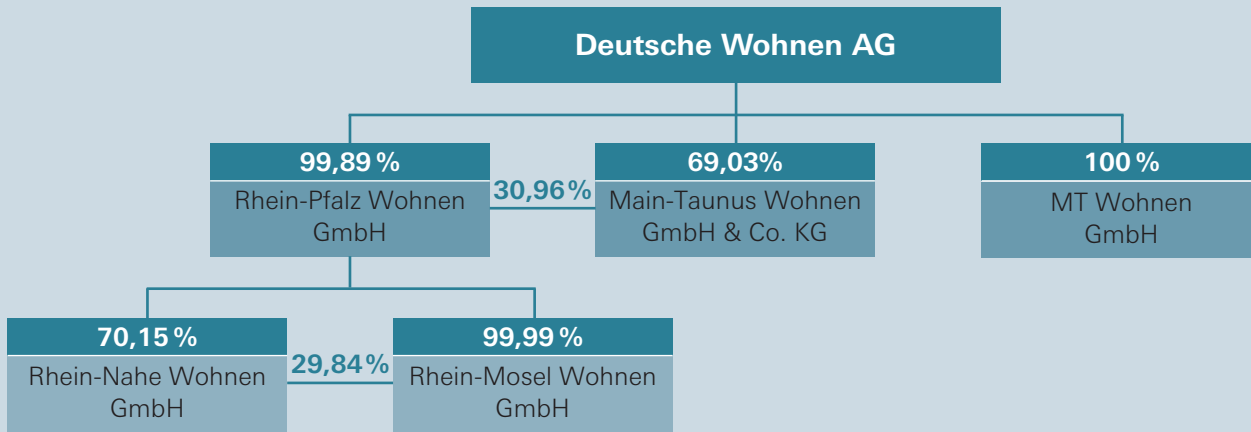 Deutsche Wohnen AG
99,89 %
Rhein-Pfalz Wohnen
GmbH
30,96 %
69,03%
Main-Taunus Wohnen
GmbH & Co. KG
100 %
MT Wohnen
GmbH
70,15 %
Rhein-Nahe Wohnen
GmbH
29,84 %
99,99 %
Rhein-Mosel Wohnen
GmbH